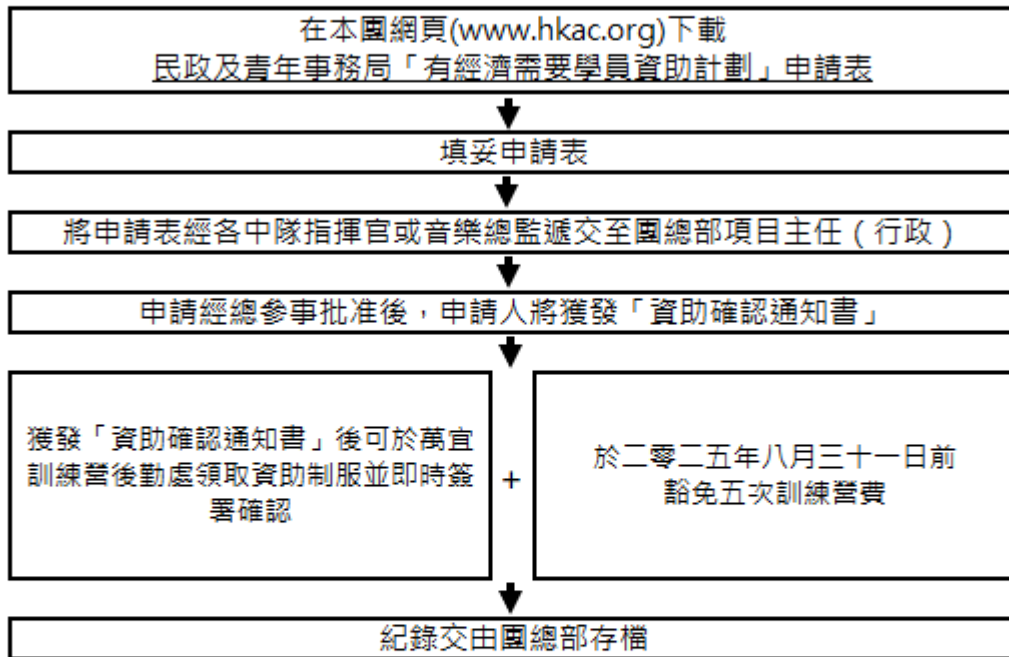 在本團網頁(www.hkac.org)下載
民政及青年事務局「有經濟需要學員資助計劃」申請表
填妥申請表
將申請表經各中隊指揮官或音樂總監遞交至團總部項目主任（行政）
申請經總參事批准後，申請人將獲發「資助確認通知書」
獲發「資助確認通知書」後可於萬宜
訓練營後勤處領取資助制服並即時簽
署確認
+
於二零二五年八月三十一日前
豁免五次訓練營費
紀錄交由團總部存檔